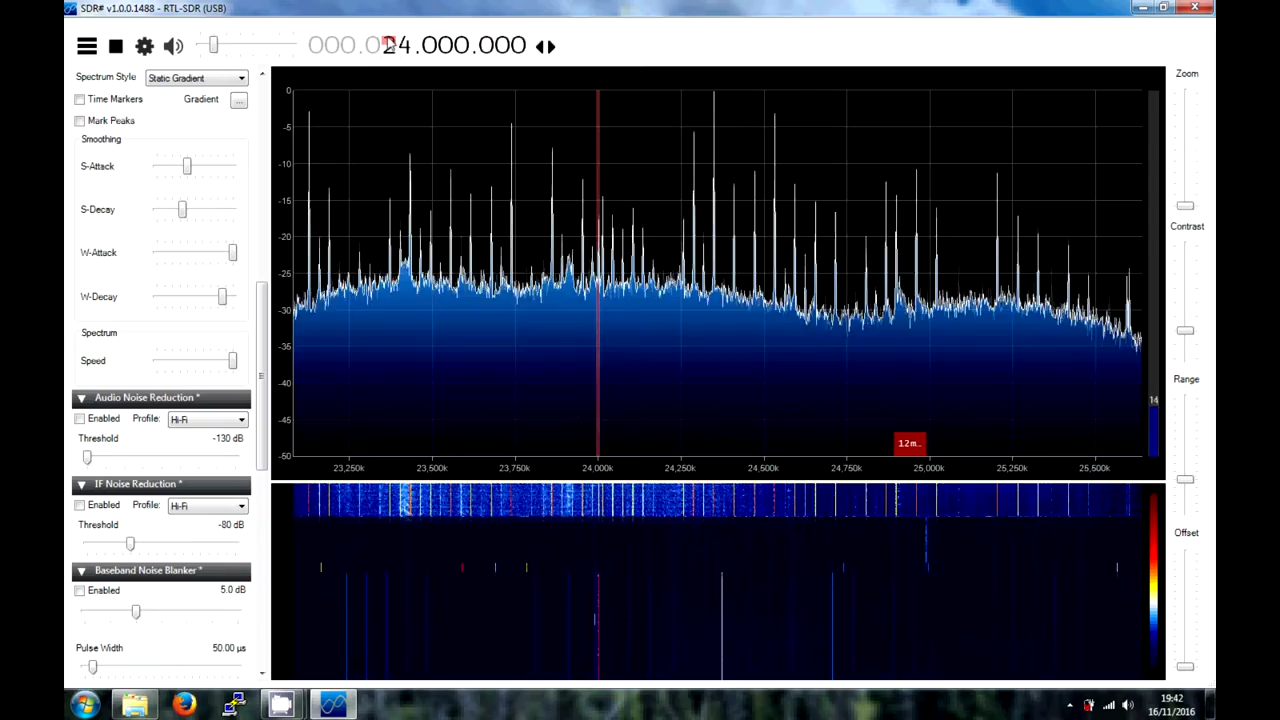 SDR# v1.0.0.1488 - RTL-SDR (USB)
000.024.000.000
Spectrum Style Static Gradient
Time Markers Gradient ...
Mark Peaks
Smoothing
S-Attack
S-Decay
W-Attack
W-Decay
Spectrum
Speed
Audio Noise Reduction *
Enabled Profile: Hi-Fi
Threshold -130 dB
IF Noise Reduction *
Enabled Profile: Hi-Fi
Threshold -80 dB
Baseband Noise Blanker *
Enabled 5.0 dB
Pulse Width 50.00 µs
0
-5
-10
-15
-20
-25
-30
-35
-40
-45
-50
12m...
14
23,250k 23,500k 23,750k 24,000k 24,250k 24,500k 24,750k 25,000k 25,250k 25,500k
Zoom
Contrast
Range
Offset
19:42
16/11/2016